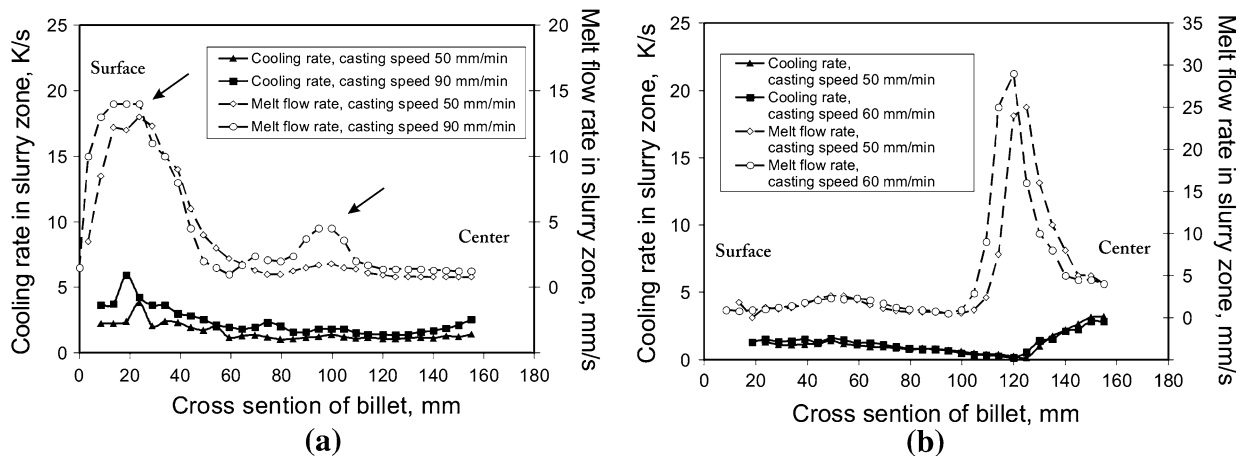 Cooling rate in slurry zone, K/s
25
20
15
10
5
0
Surface
Cooling rate, casting speed 50 mm/min
Cooling rate, casting speed 90 mm/min
Melt flow rate, casting speed 50 mm/min
Melt flow rate, casting speed 90 mm/min
Center
20
15
10
5
0
Melt flow rate in slurry zone, mm/s
0 20 40 60 80 100 120 140 160
Cross sention of billet, mm
(a)
Cooling rate in slurry zone, K/s
25
20
15
10
5
0
Cooling rate,
casting speed 50 mm/min
Cooling rate,
casting speed 60 mm/min
Melt flow rate,
casting speed 50 mm/min
Melt flow rate,
casting speed 60 mm/min
Surface
Center
35
30
25
20
15
10
5
0
Melt flow rate in slurry zone, mm/s
0 20 40 60 80 100 120 140 160
Cross sention of billet, mm
(b)